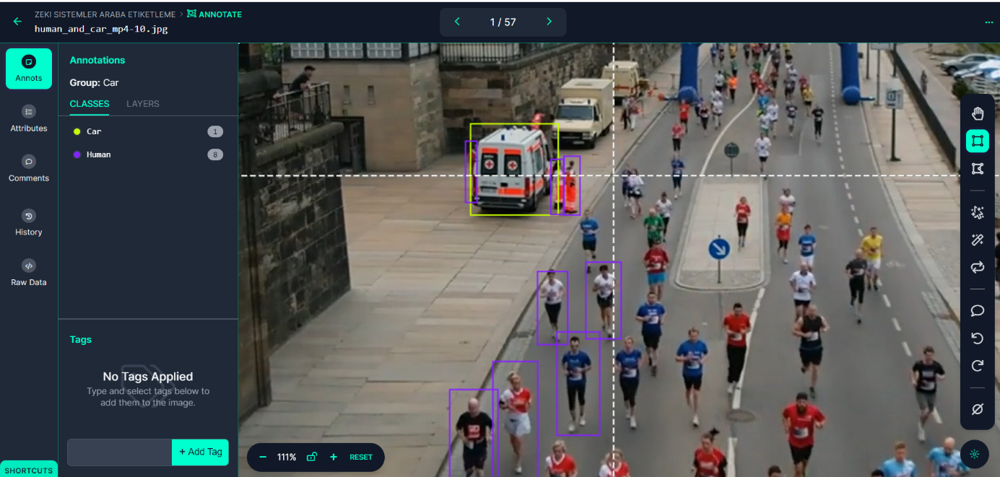 ZEKI SISTEMLER ARABA ETIKETLEME > ANNOTATE
human_and_car_mp4-10.jpg
1 / 57
Annots
Attributes
Comments
History
Raw Data
SHORTCUTS
Annotations
Group: Car
CLASSES LAYERS
Car 1
Human 8
Tags
No Tags Applied
Type and select tags below to
add them to the image.
+ Add Tag
111% RESET